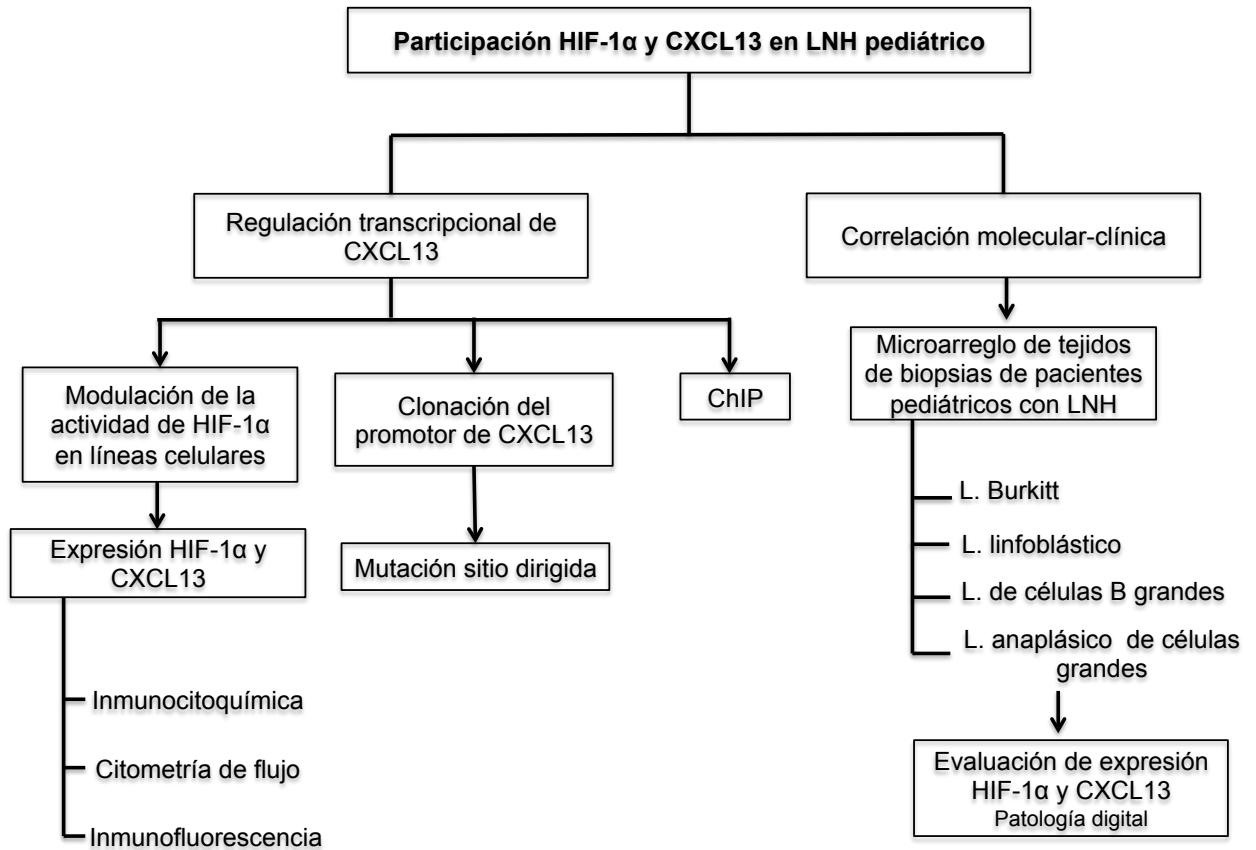 Participación HIF-1α y CXCL13 en LNH pediátrico
Regulación transcripcional de
CXCL13
Correlación molecular-clínica
Modulación de la
actividad de HIF-1α
en líneas celulares
Clonación del
promotor de CXCL13
ChIP
Microarreglo de tejidos
de biopsias de pacientes
pediátricos con LNH
Expresión HIF-1α y
CXCL13
Mutación sitio dirigida
L. Burkitt
L. linfoblástico
L. de células B grandes
L. anaplásico de células
grandes
Inmunocitoquímica
Citometría de flujo
Inmunofluorescencia
Evaluación de expresión
HIF-1α y CXCL13
Patología digital